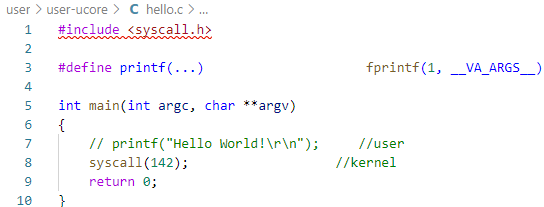 user > user-ucore > C hello.c > ...
1 #include <syscall.h>
2
3 #define printf(...) fprintf(1, __VA_ARGS__)
4
5 int main(int argc, char **argv)
6 {
7 // printf("Hello World!\r\n"); //user
8 syscall(142); //kernel
9 return 0;
10 }